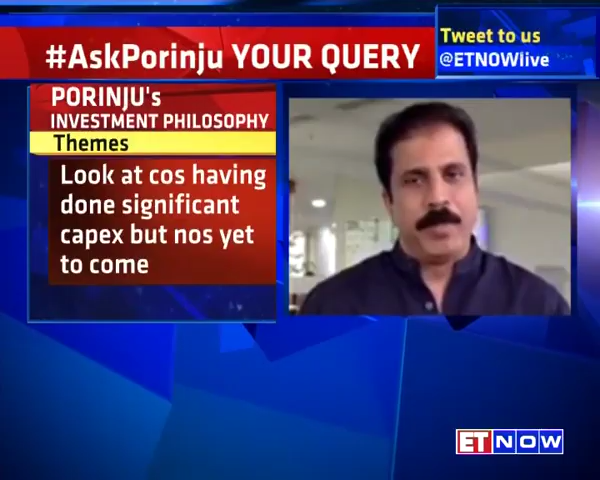 #AskPorinju YOUR QUERY
Tweet to us
@ETNOWlive
PORINJU's
INVESTMENT PHILOSOPHY
Themes
Look at cos having
done significant
capex but nos yet
to come
ET NOW